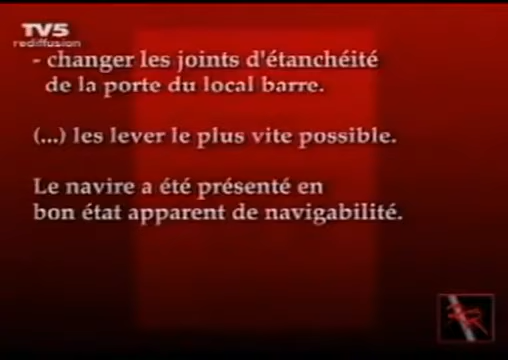 TV5
rediffusion
- changer les joints d'étanchéité
de la porte du local barre.
(...) les lever le plus vite possible.
Le navire a été présenté en
bon état apparent de navigabilité.